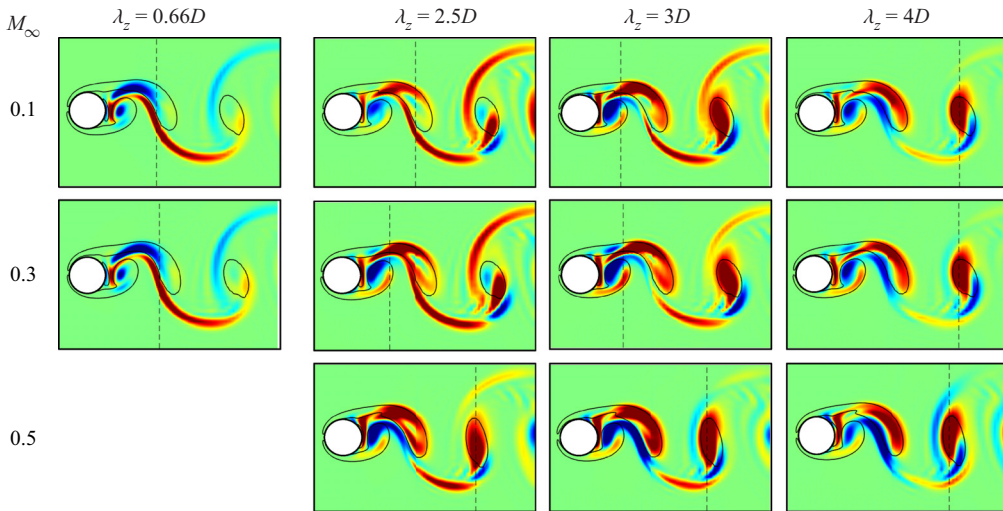 M∞ λz = 0.66D λz = 2.5D λz = 3D λz = 4D
0.1
0.3
0.5